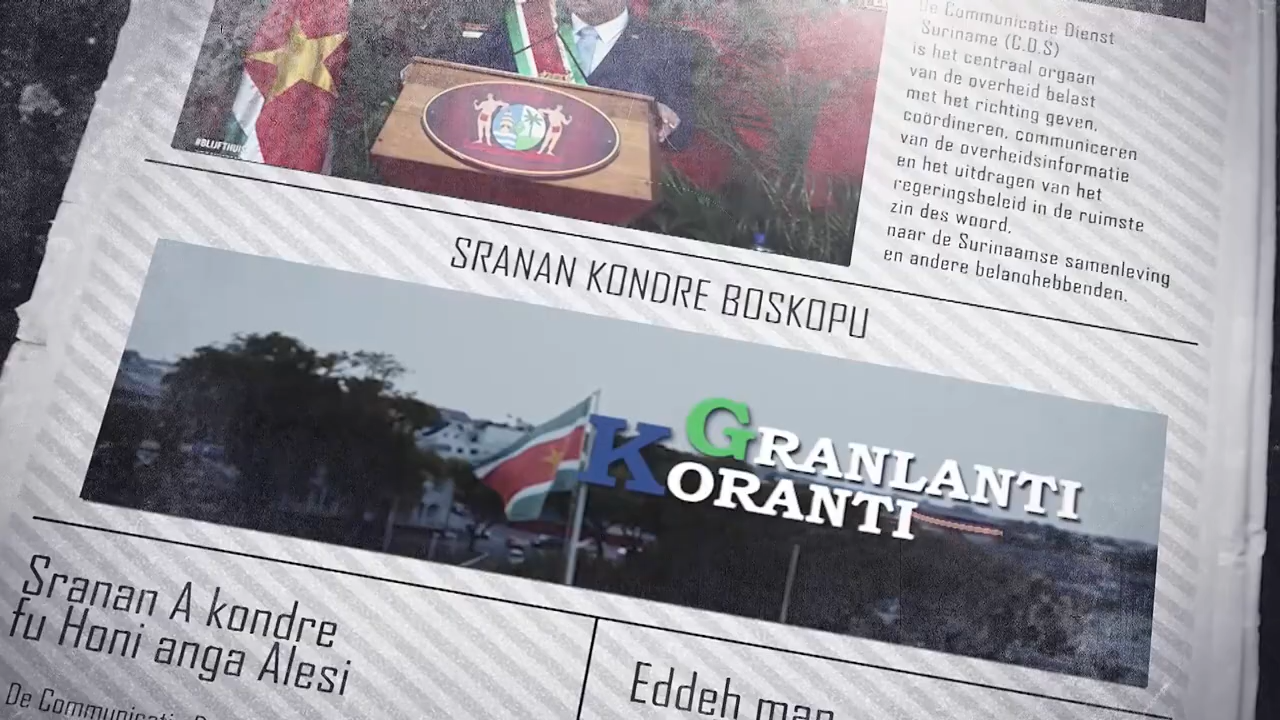 De Communicatie Dienst
Suriname (C.D.S)
is het centraal orgaan
van de overheid belast
met het richting geven,
coördineren, communiceren
van de overheidsinformatie
en het uitdragen van het
regeringsbeleid in de ruimste
zin des woord.
naar de Surinaamse samenleving
en andere belanghebbenden.
SRANAN KONDRE BOSKOPU
GRANLANTI
KORANTI
Sranan A kondre
fu Honi anga Alesi
Eddeh man
De